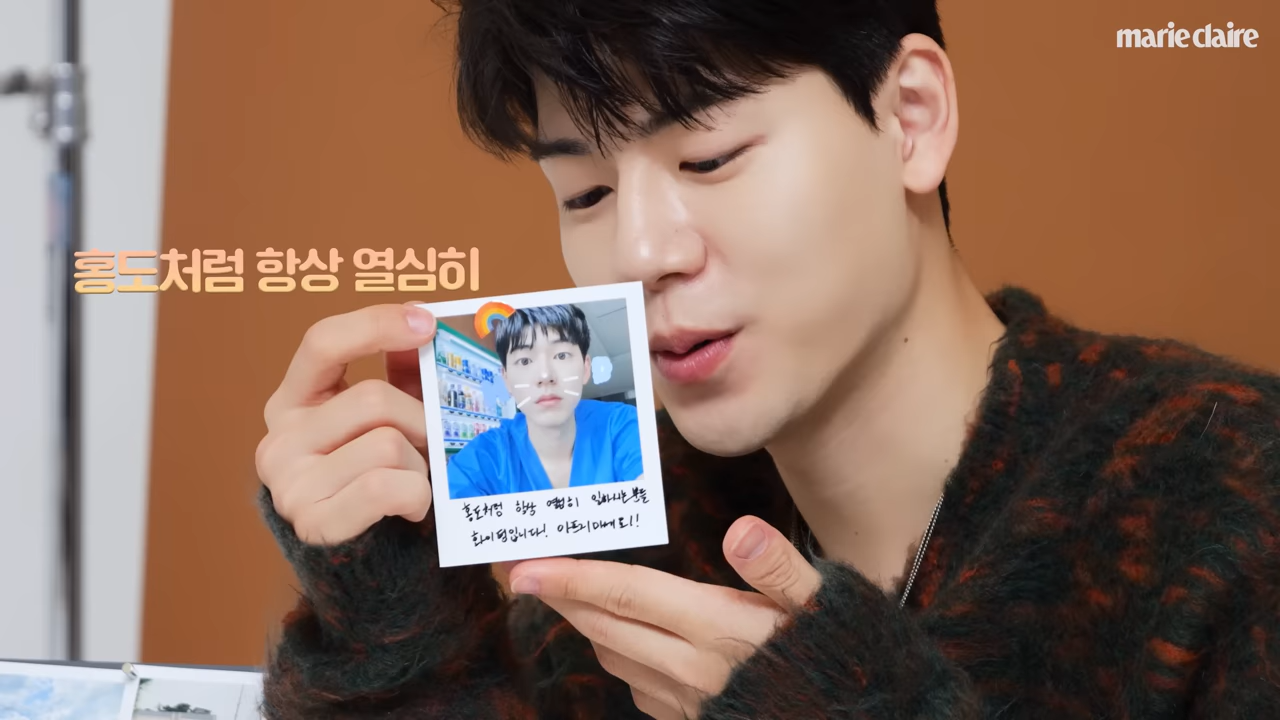 marie claire
홍도처럼 항상 열심히
홍도처럼 항상 열심히 일하시는 분들
화이팅입니다! 아프지마세요!!